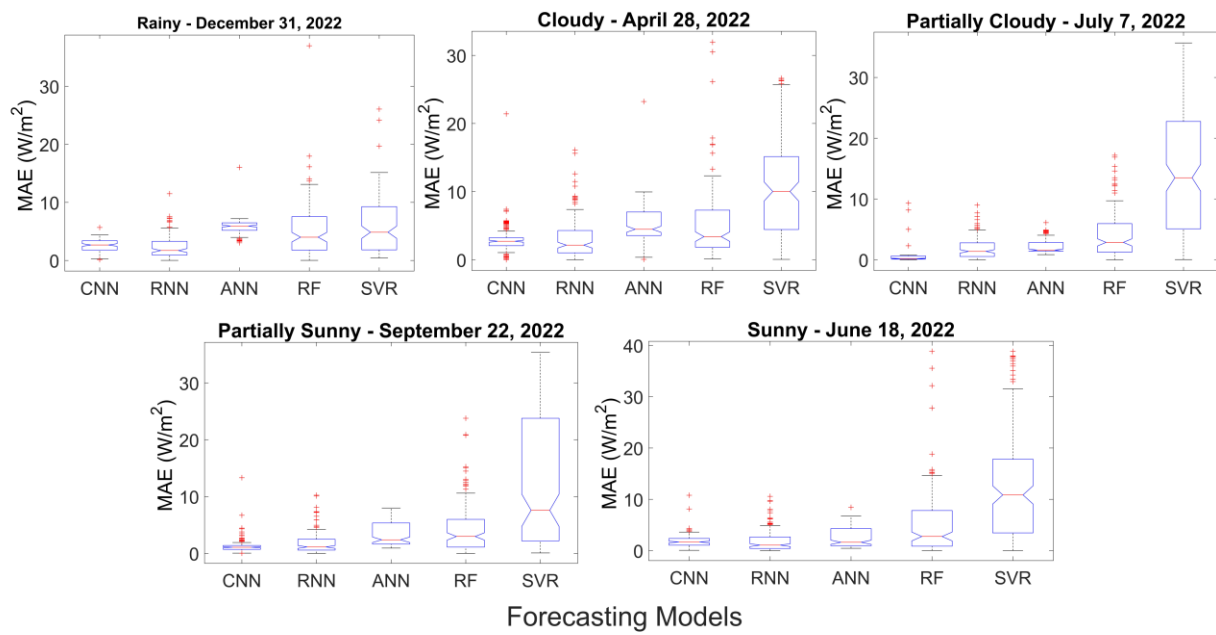 Rainy - December 31, 2022
MAE (W/m²)
30
20
10
0
CNN RNN ANN RF SVR
Cloudy - April 28, 2022
MAE (W/m²)
30
20
10
0
CNN RNN ANN RF SVR
Partially Cloudy - July 7, 2022
MAE (W/m²)
30
20
10
0
CNN RNN ANN RF SVR
Partially Sunny - September 22, 2022
MAE (W/m²)
30
20
10
0
CNN RNN ANN RF SVR
Sunny - June 18, 2022
MAE (W/m²)
40
30
20
10
0
CNN RNN ANN RF SVR
Forecasting Models